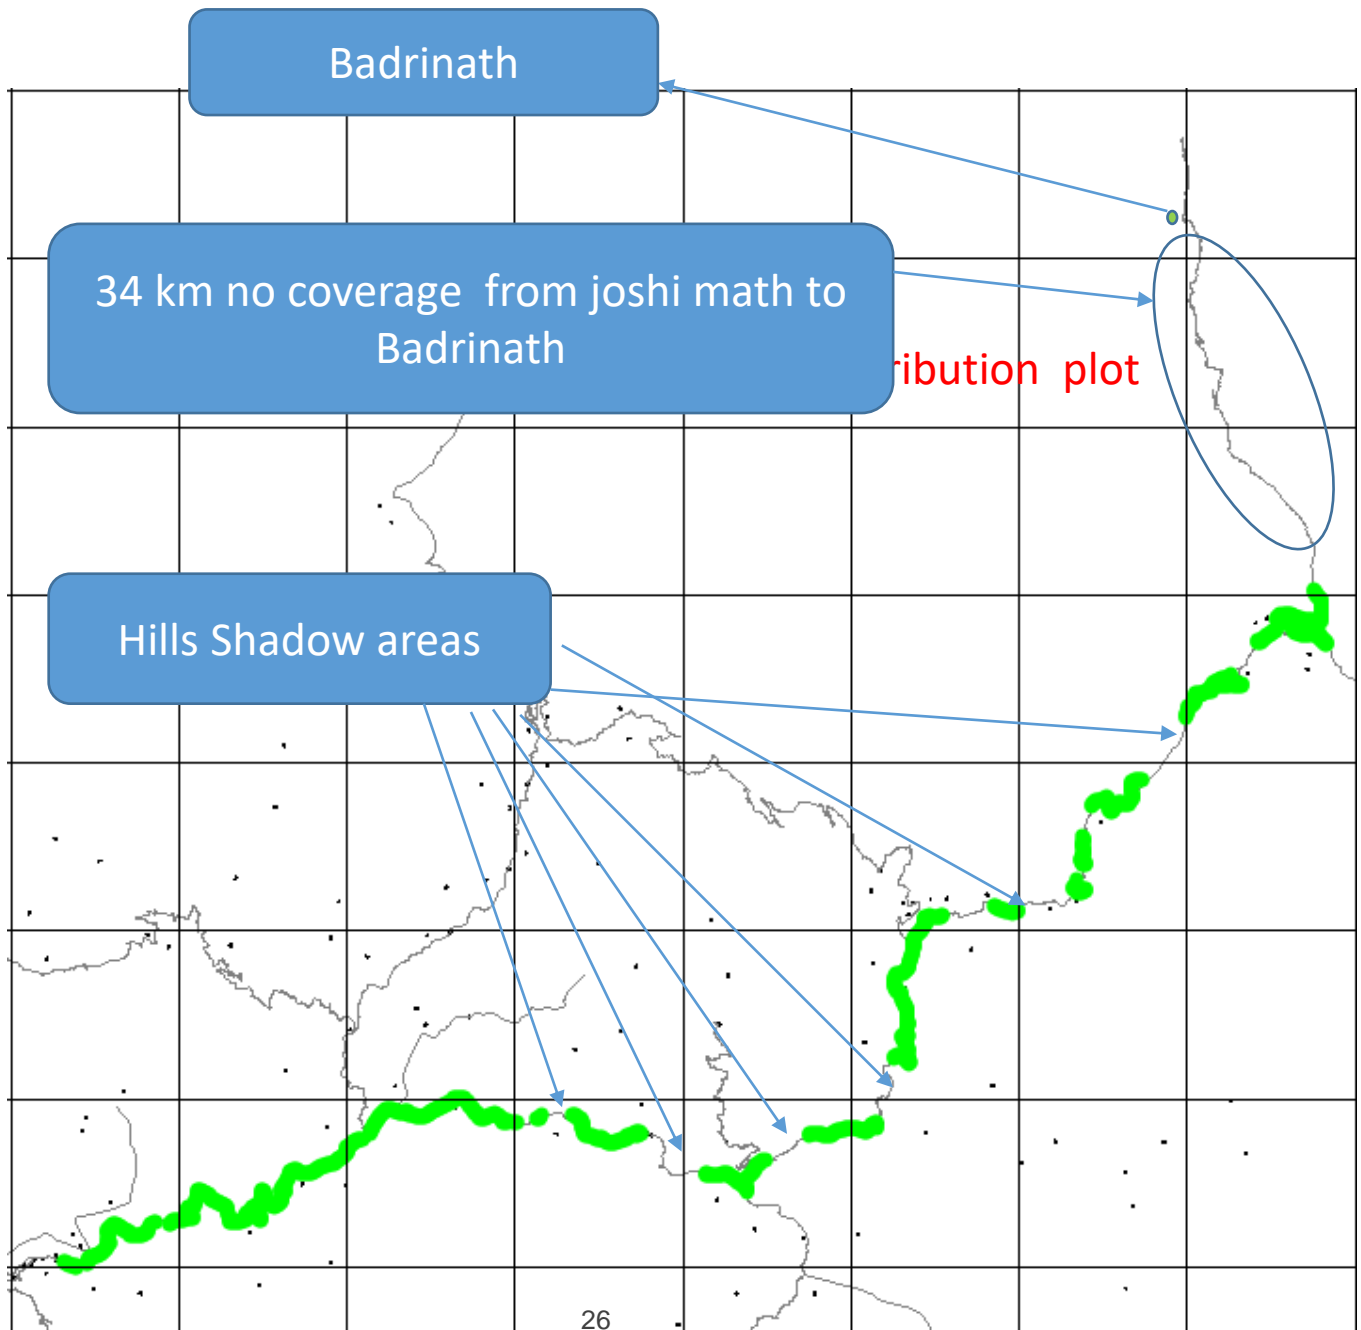 Badrinath
34 km no coverage  from joshi math to
Badrinath
ribution  plot
Hills Shadow areas
26